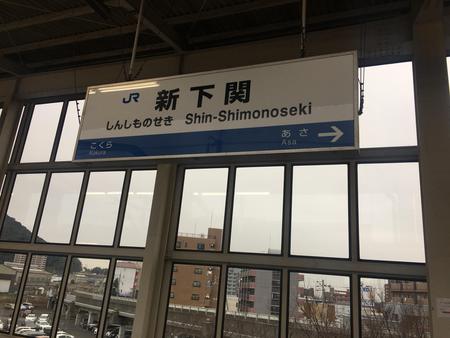 JR 新下関
しんしものせき Shin-Shimonoseki
こくら あさ
Kokura Asa